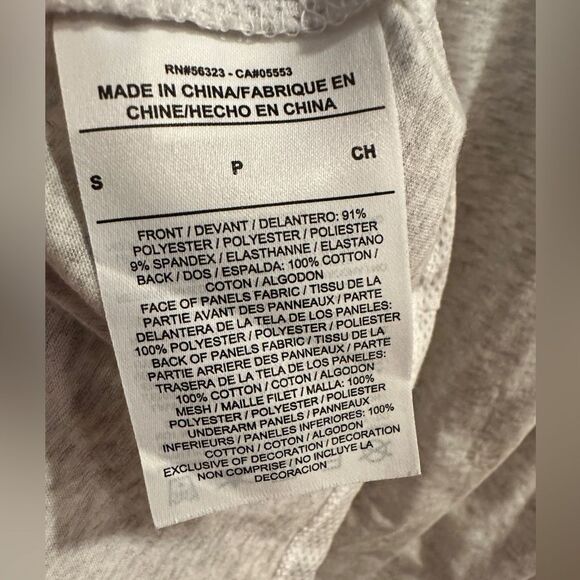 RN#56323 - CA#05553
MADE IN CHINA/FABRIQUE EN
CHINE/HECHO EN CHINA
S P CH
FRONT / DEVANT / DELANTERO: 91%
POLYESTER / POLYESTER / POLIESTER
9% SPANDEX / ELASTHANNE / ELASTANO
BACK / DOS / ESPALDA: 100% COTTON /
COTON / ALGODON
FACE OF PANELS FABRIC / TISSU DE LA
PARTIE AVANT DES PANNEAUX / PARTE
DELANTERA DE LA TELA DE LOS PANELES:
100% POLYESTER / POLYESTER / POLIESTER
BACK OF PANELS FABRIC / TISSU DE LA
PARTIE ARRIERE DES PANNEAUX / PARTE
TRASERA DE LA TELA DE LOS PANELES:
100% COTTON / COTON / ALGODON
MESH / MAILLE FILET / MALLA: 100%
POLYESTER / POLYESTER / POLIESTER
UNDERARM PANELS / PANNEAUX
INFERIEURS / PANELES INFERIORES: 100%
COTTON / COTON / ALGODON
EXCLUSIVE OF DECORATION / DECORATION
NON COMPRISE / NO INCLUYE LA
DECORACION